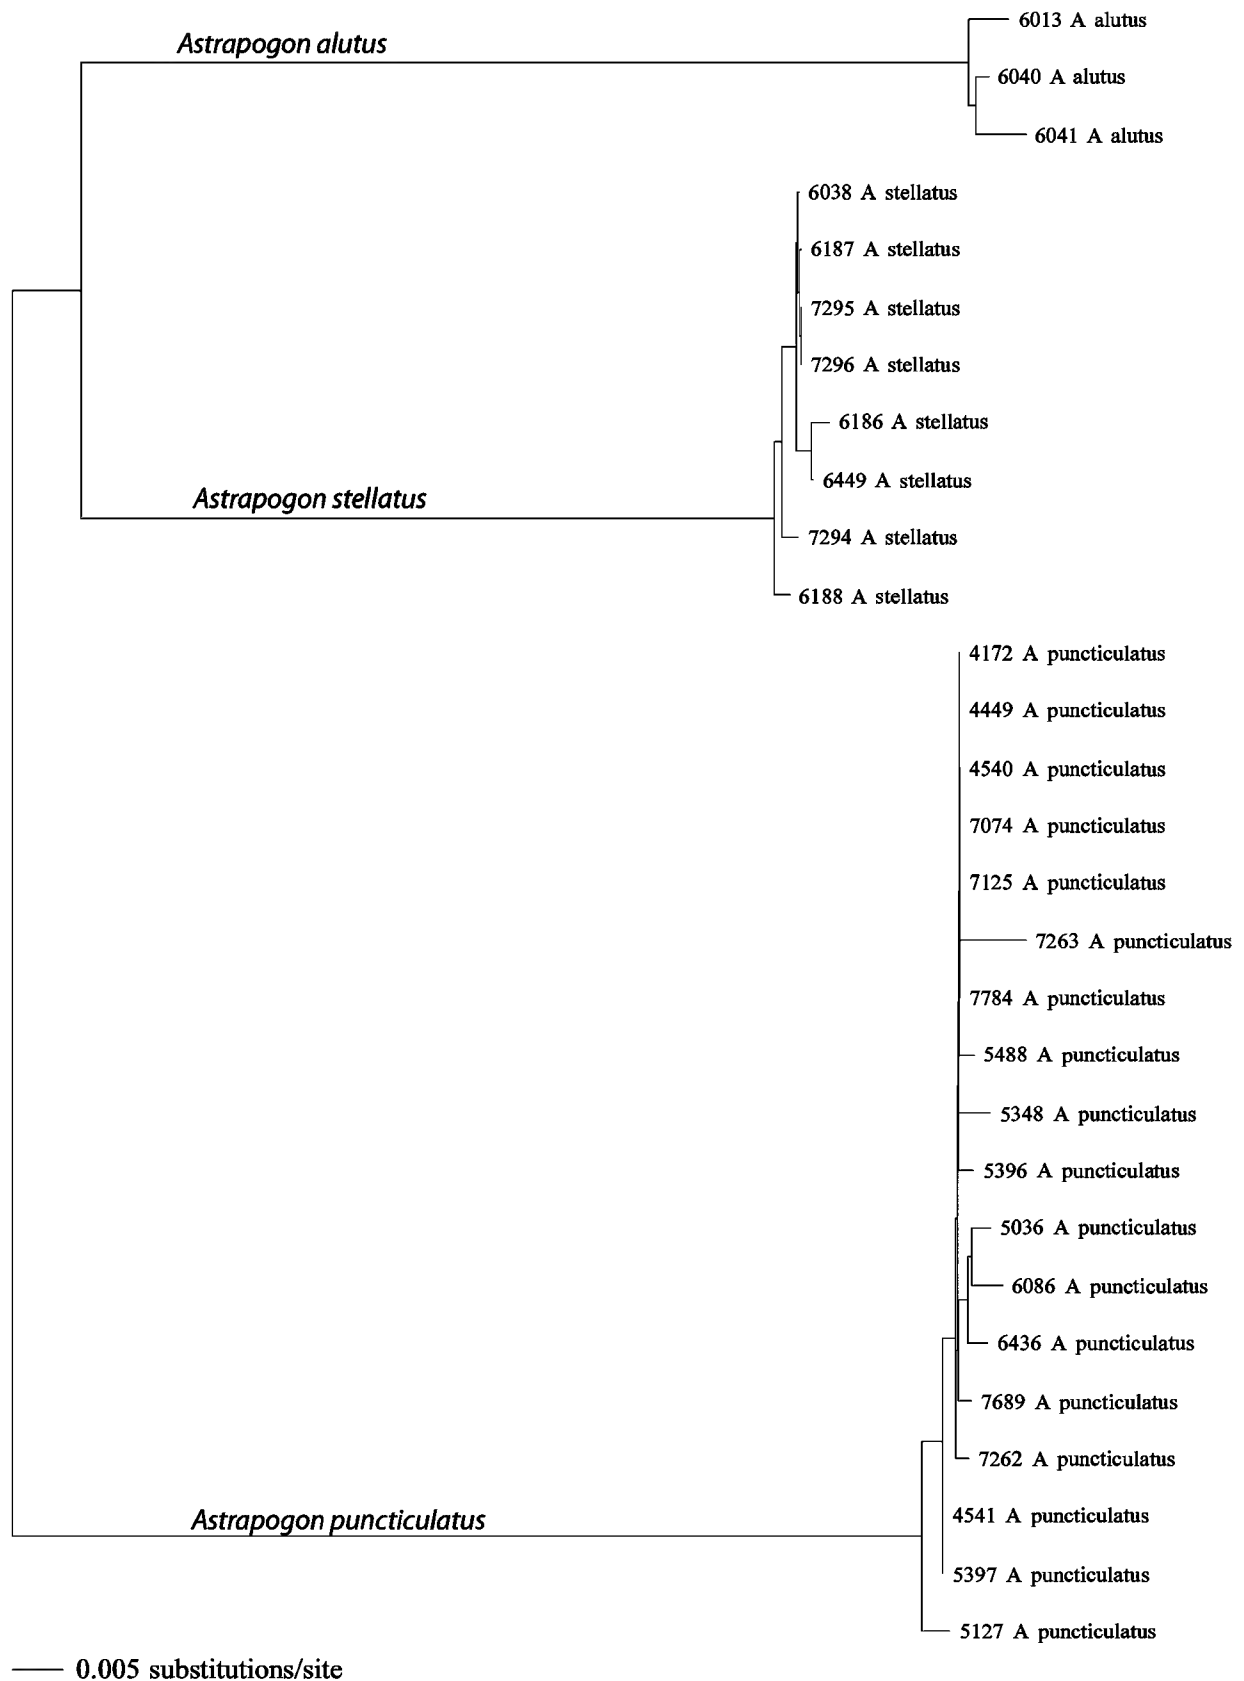 6013 A alutus
Astrapogon alutus
6040 A alutus
6041 A alutus
6038 A stellatus
6187 A stellatus
7295 A stellatus
7296 A stellatus
6186 A stellatus
6449 A stellatus
Astrapogon stellatus
7294 A stellatus
6188 A stellatus
4172 A puncticulatus
4449 A puncticulatus
4540 A puncticulatus
7074 A puncticulatus
7125 A puncticulatus
7263 A puncticulatus
7784 A puncticulatus
5488 A puncticulatus
5348 A puncticulatus
5396 A puncticulatus
5036 A puncticulatus
6086 A puncticulatus
6436 A puncticulatus
7689 A puncticulatus
7262 A puncticulatus
4541 A puncticulatus
Astrapogon puncticulatus
5397 A puncticulatus
5127 A puncticulatus
0.005 substitutions/site